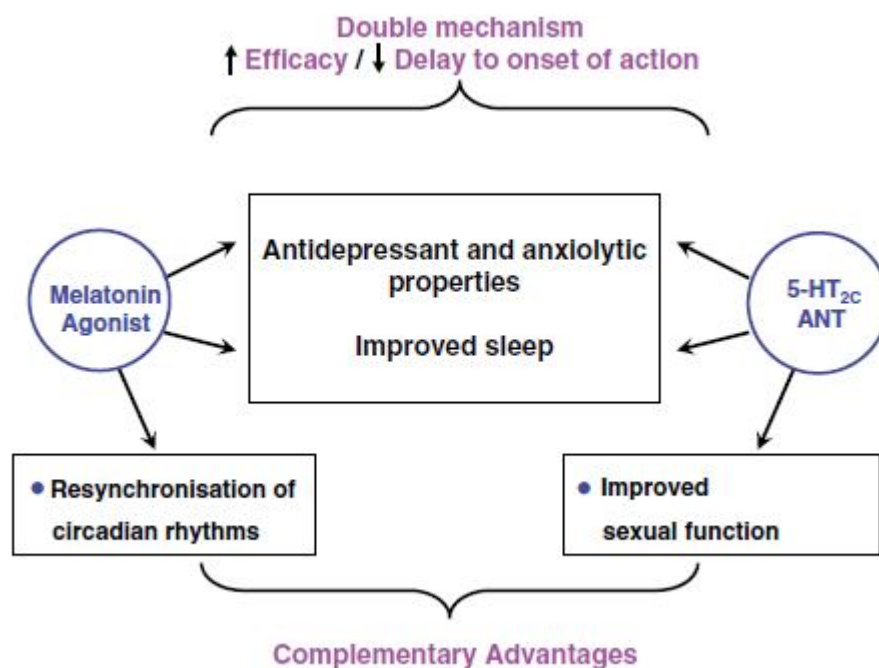 Double mechanism
↑ Efficacy / ↓ Delay to onset of action
Melatonin
Agonist
Antidepressant and anxiolytic
properties
Improved sleep
5-HT2C
ANT
• Resynchronisation of
circadian rhythms
• Improved
sexual function
Complementary Advantages